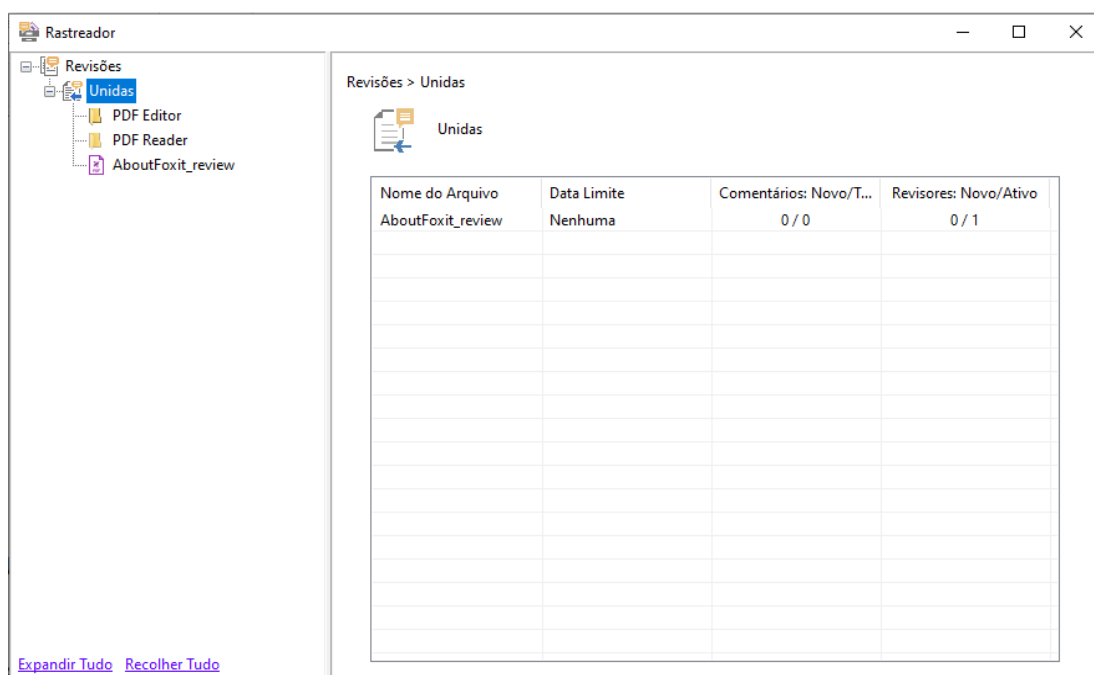 Rastreador
Revisões
Unidas
PDF Editor
PDF Reader
AboutFoxit_review
Expandir Tudo Recolher Tudo
Revisões > Unidas
Unidas
Nome do Arquivo Data Limite Comentários: Novo/T... Revisores: Novo/Ativo
AboutFoxit_review Nenhuma 0 / 0 0 / 1